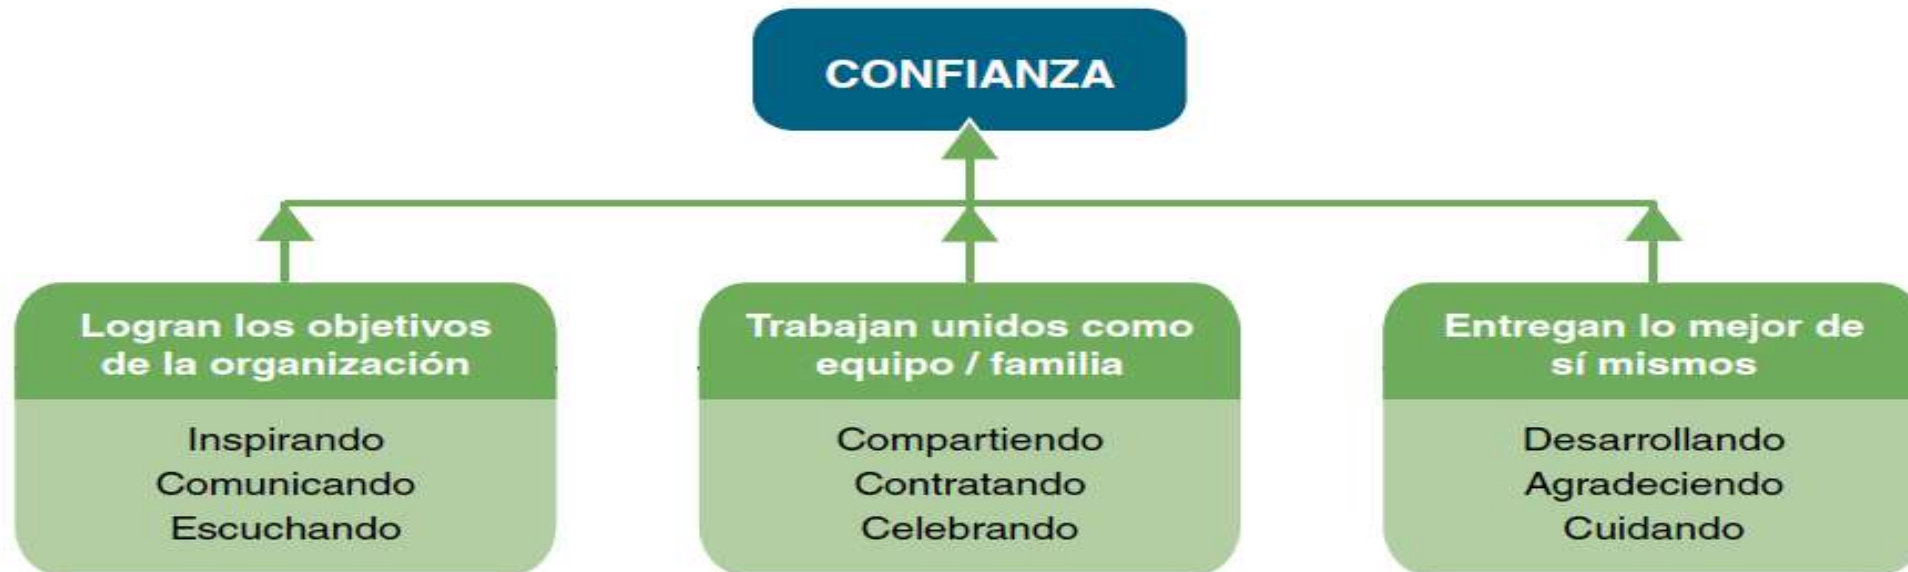 CONFIANZA
Logran los objetivos
de la organización
Inspirando
Comunicando
Escuchando
Trabajan unidos como
equipo / familia
Compartiendo
Contratando
Celebrando
Entregan lo mejor de
sí mismos
Desarrollando
Agradeciendo
Cuidando